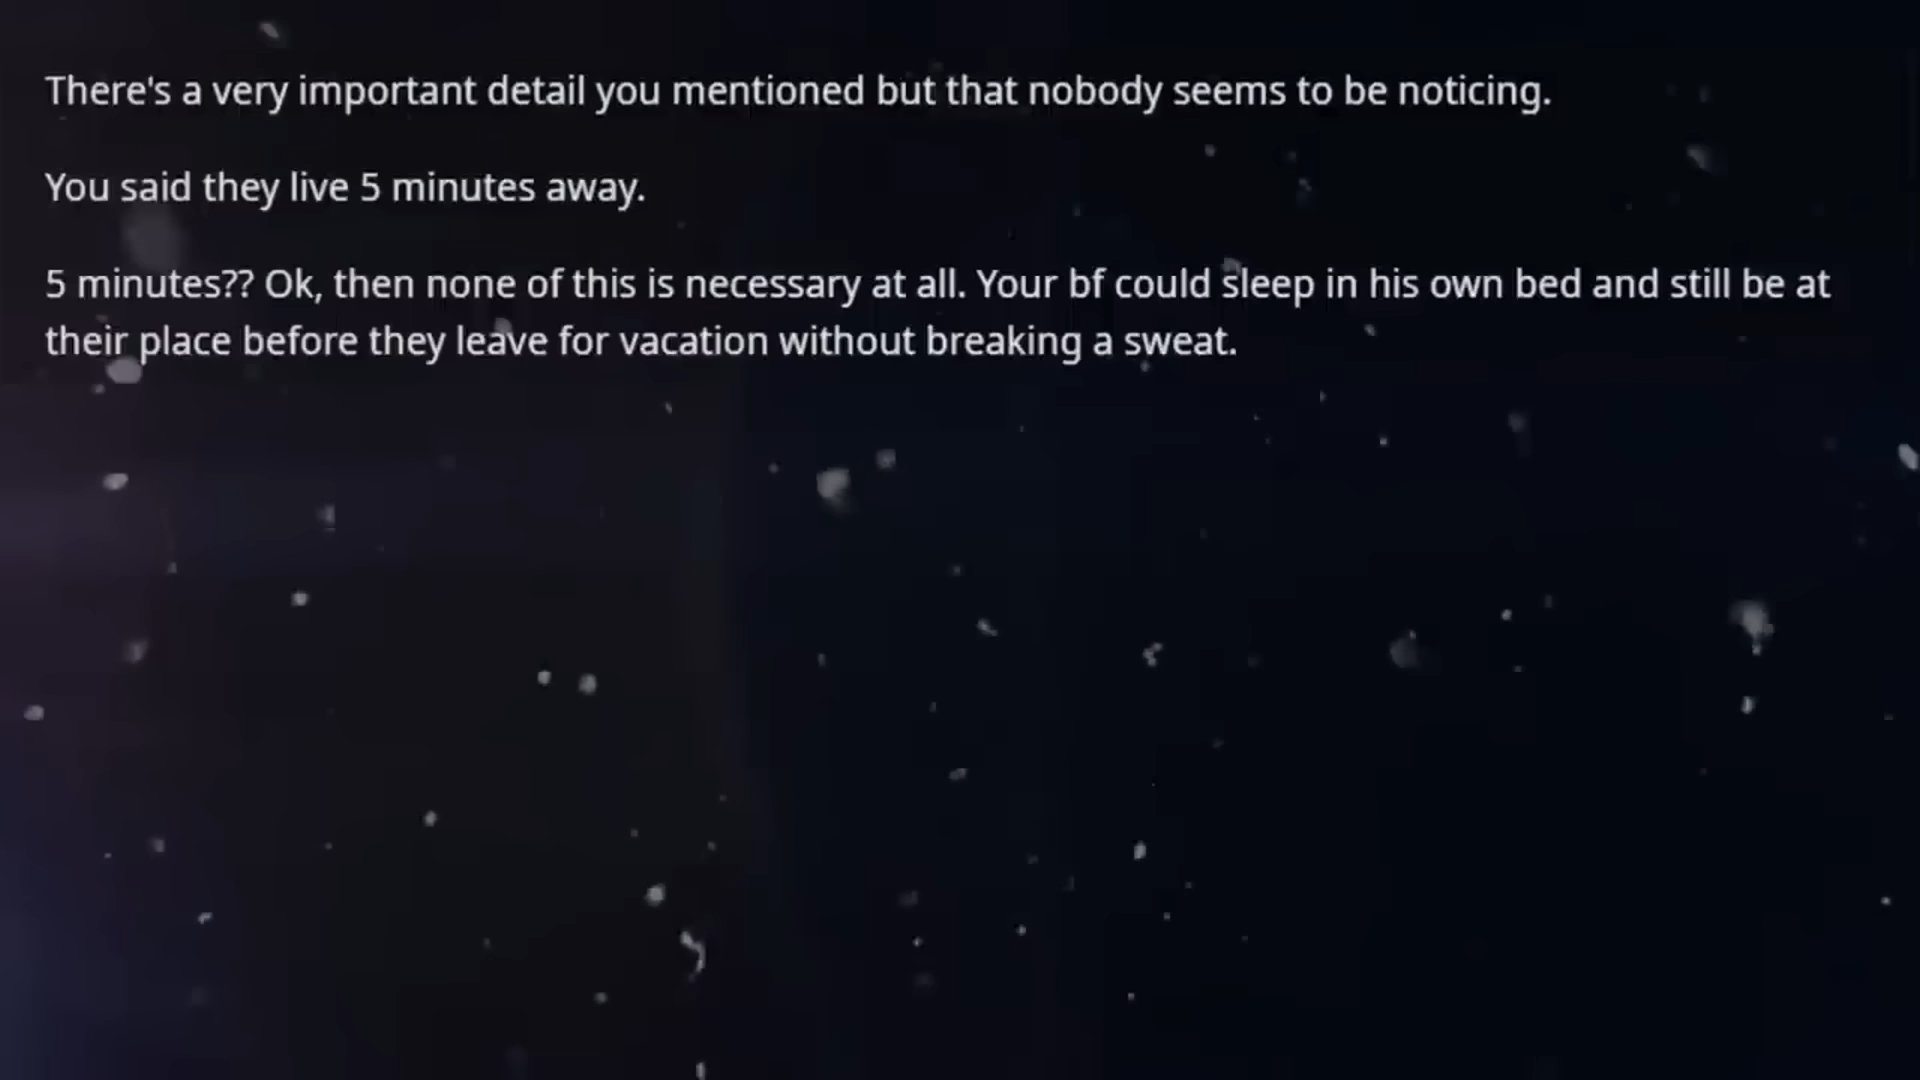 There's a very important detail you mentioned but that nobody seems to be noticing.
You said they live 5 minutes away.
5 minutes?? Ok, then none of this is necessary at all. Your bf could sleep in his own bed and still be at
their place before they leave for vacation without breaking a sweat.